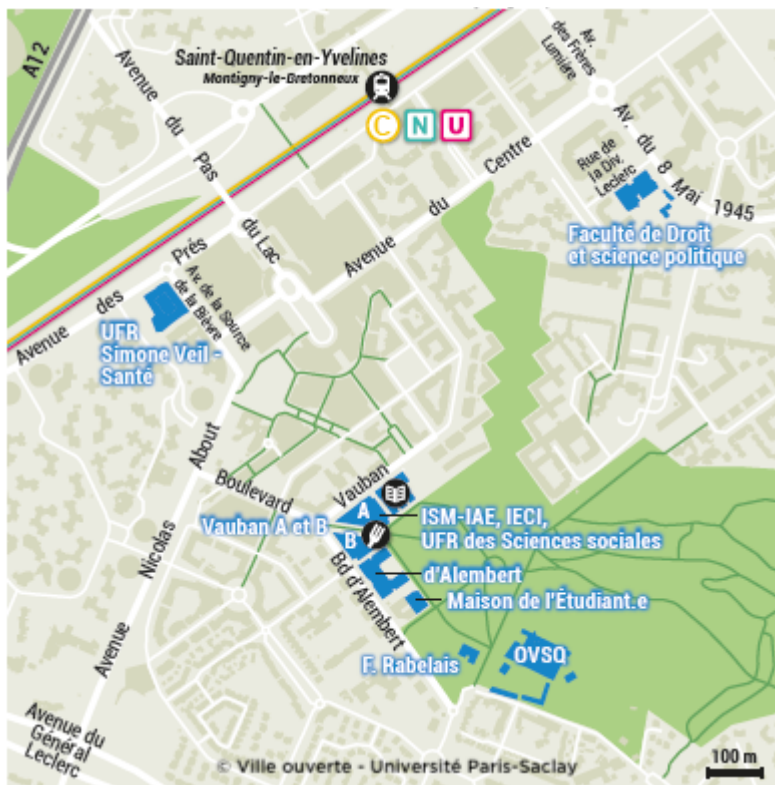 A12
Saint-Quentin-en-Yvelines
Montigny-le-Bretonneux
C N U
Av.
des Frères
Lumière
Avenue du Pas du Lac
Avenue du Centre
Rue de
la Div.
Leclerc
Av. du 8 Mai 1945
Faculté de Droit
et science politique
Avenue des Prés
Av. de la Source
de la Bièvre
UFR
Simone Veil -
Santé
Avenue Nicolas About
Boulevard Vauban
A
Vauban A et B
B
ISM-IAE, IECI,
UFR des Sciences sociales
Bd d'Alembert
d'Alembert
Maison de l'Étudiant.e
F. Rabelais
OVSQ
Avenue du
Général
Leclerc
© Ville ouverte - Université Paris-Saclay
100 m